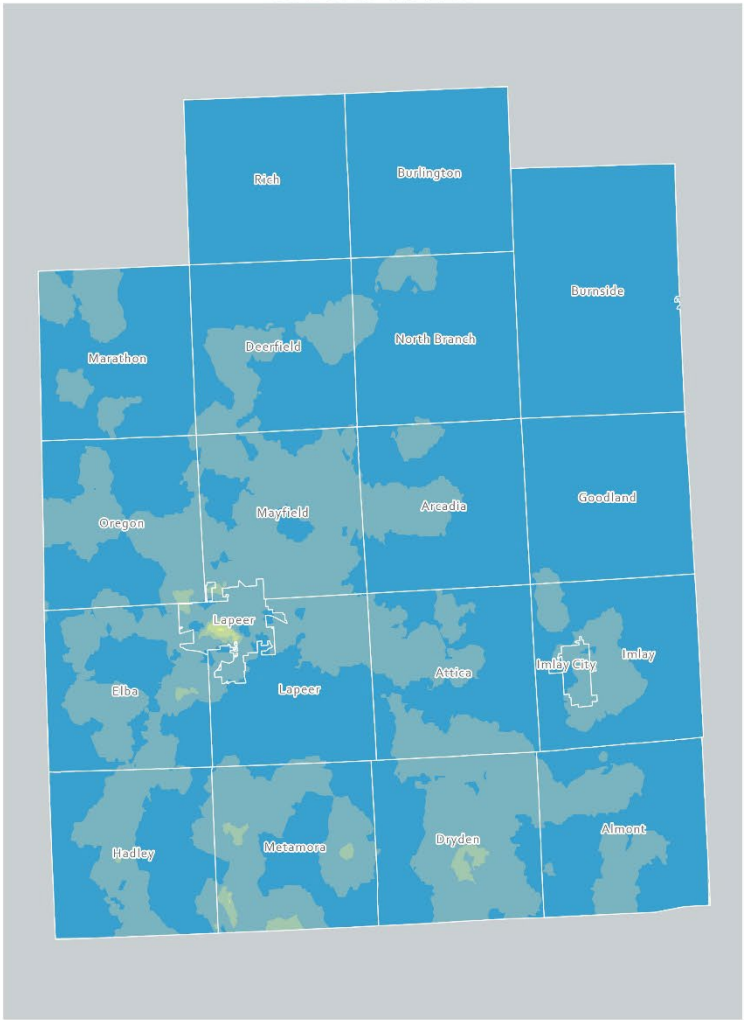 Rich
Burlington
Burnside
Marathon
Deerfield
North Branch
Oregon
Mayfield
Arcadia
Goodland
Lapeer
Elba
Lapeer
Attica
Imlay City
Imlay
Hadley
Metamora
Dryden
Almont